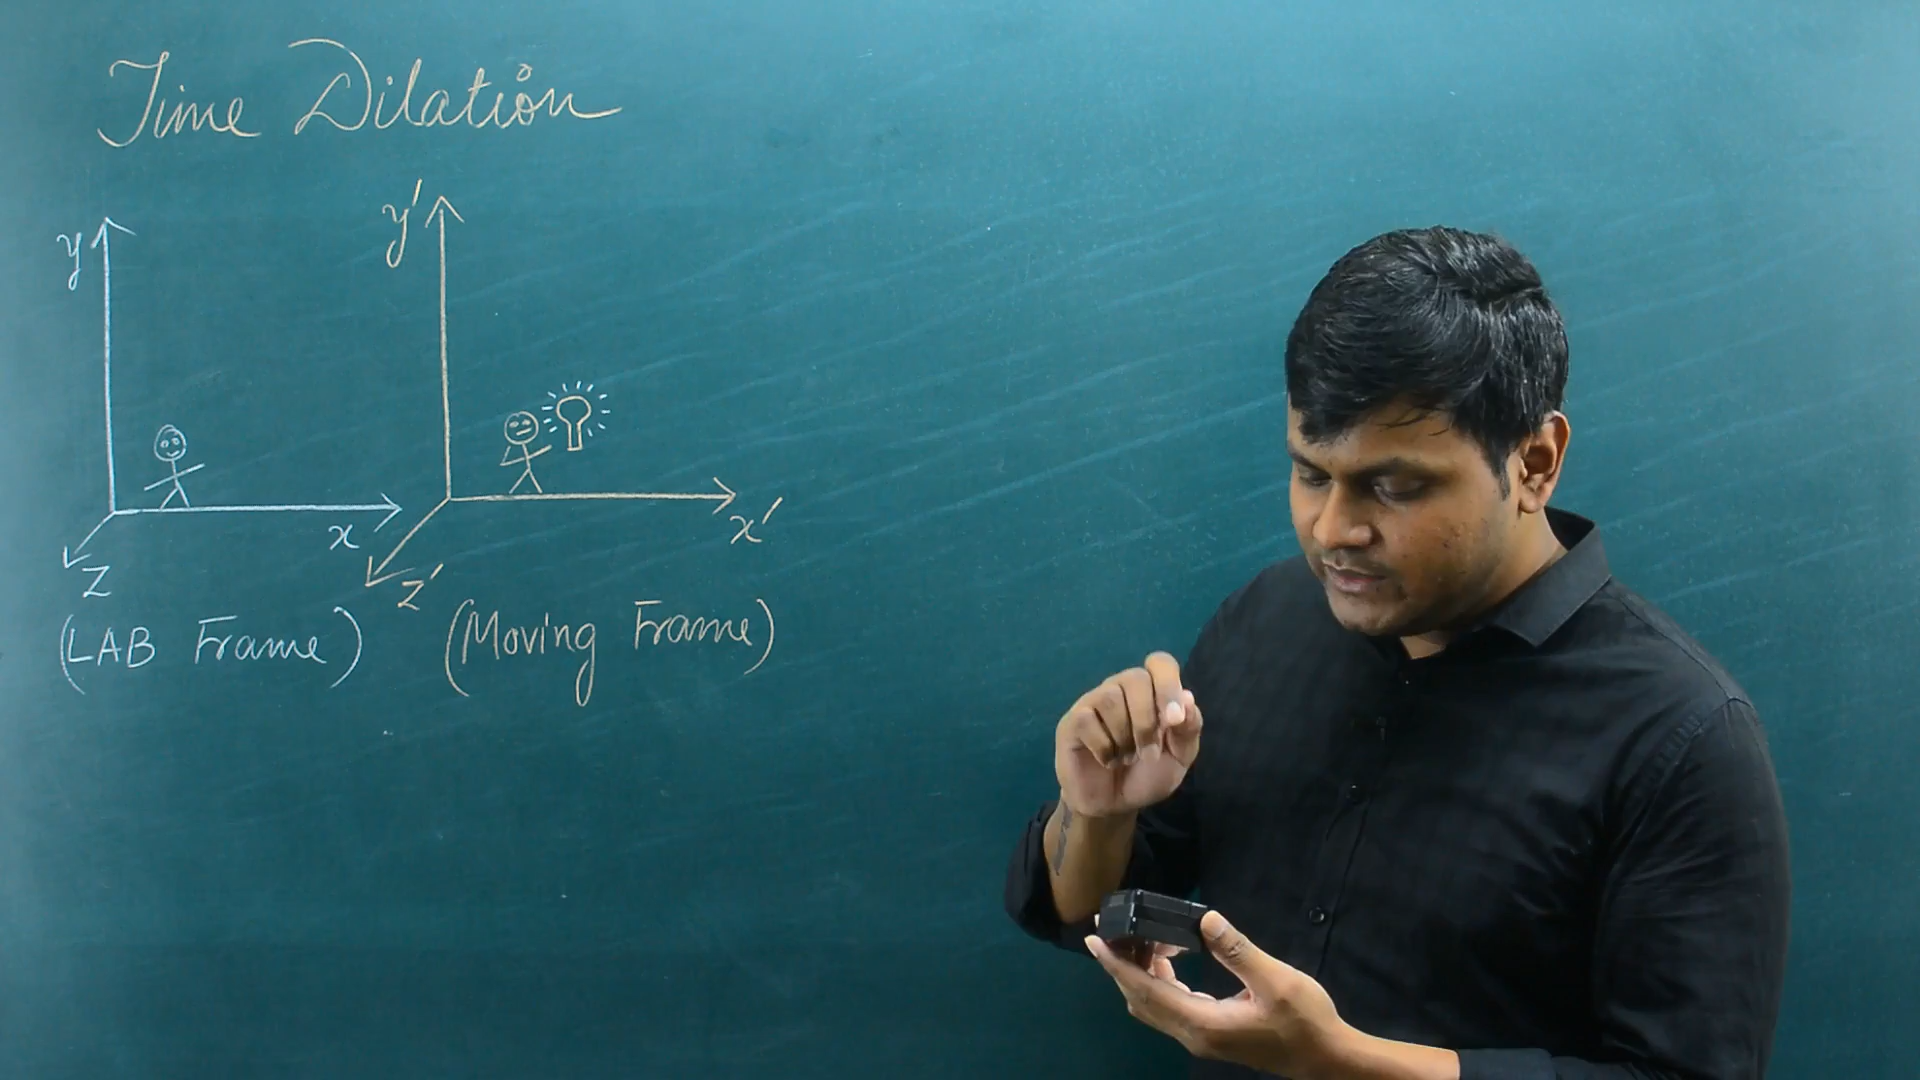 Time Dilation
y
y'
x
x'
z
z'
(LAB Frame)
(Moving Frame)